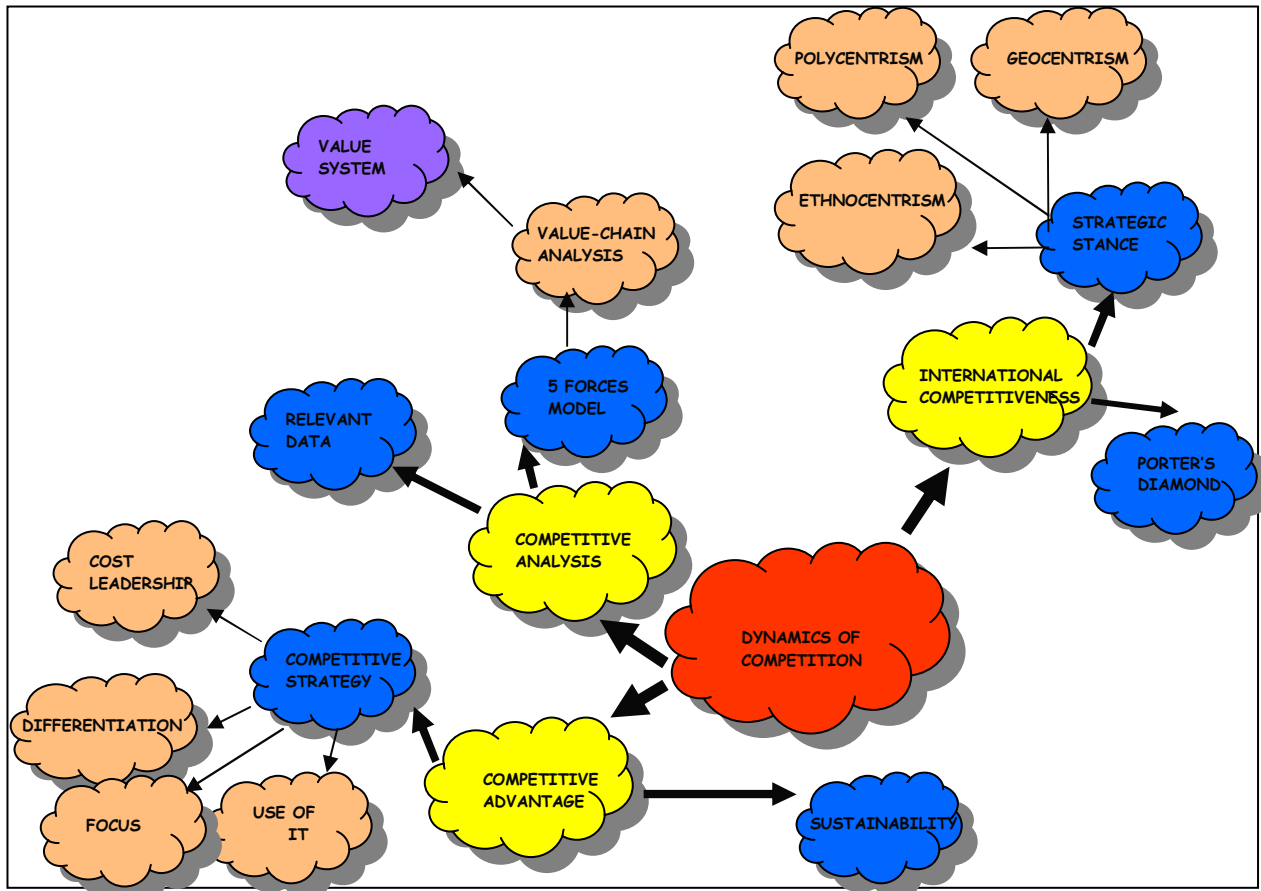 POLYCENTRISM
GEOCENTRISM
VALUE
SYSTEM
ETHNOCENTRISM
STRATEGIC
STANCE
VALUE-CHAIN
ANALYSIS
INTERNATIONAL
COMPETITIVENESS
5 FORCES
MODEL
RELEVANT
DATA
PORTER'S
DIAMOND
COMPETITIVE
ANALYSIS
COST
LEADERSHIP
DYNAMICS OF
COMPETITION
COMPETITIVE
STRATEGY
DIFFERENTIATION
COMPETITIVE
ADVANTAGE
FOCUS
USE OF
IT
SUSTAINABILITY